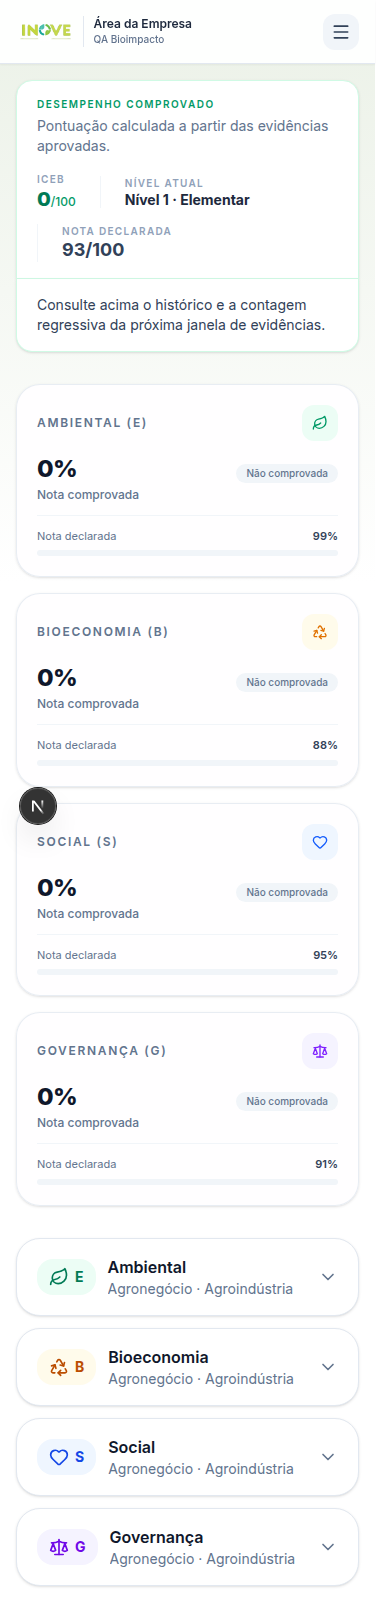 INOVE
Área da Empresa
QA Bioimpacto
DESEMPENHO COMPROVADO
Pontuação calculada a partir das evidências
aprovadas.
ICEB
0/100
NÍVEL ATUAL
Nível 1 · Elementar
NOTA DECLARADA
93/100
Consulte acima o histórico e a contagem
regressiva da próxima janela de evidências.
AMBIENTAL (E)
0%
Não comprovada
Nota comprovada
Nota declarada 99%
BIOECONOMIA (B)
0%
Não comprovada
Nota comprovada
Nota declarada 88%
N
SOCIAL (S)
0%
Não comprovada
Nota comprovada
Nota declarada 95%
GOVERNANÇA (G)
0%
Não comprovada
Nota comprovada
Nota declarada 91%
E Ambiental
Agronegócio · Agroindústria
B Bioeconomia
Agronegócio · Agroindústria
S Social
Agronegócio · Agroindústria
G Governança
Agronegócio · Agroindústria